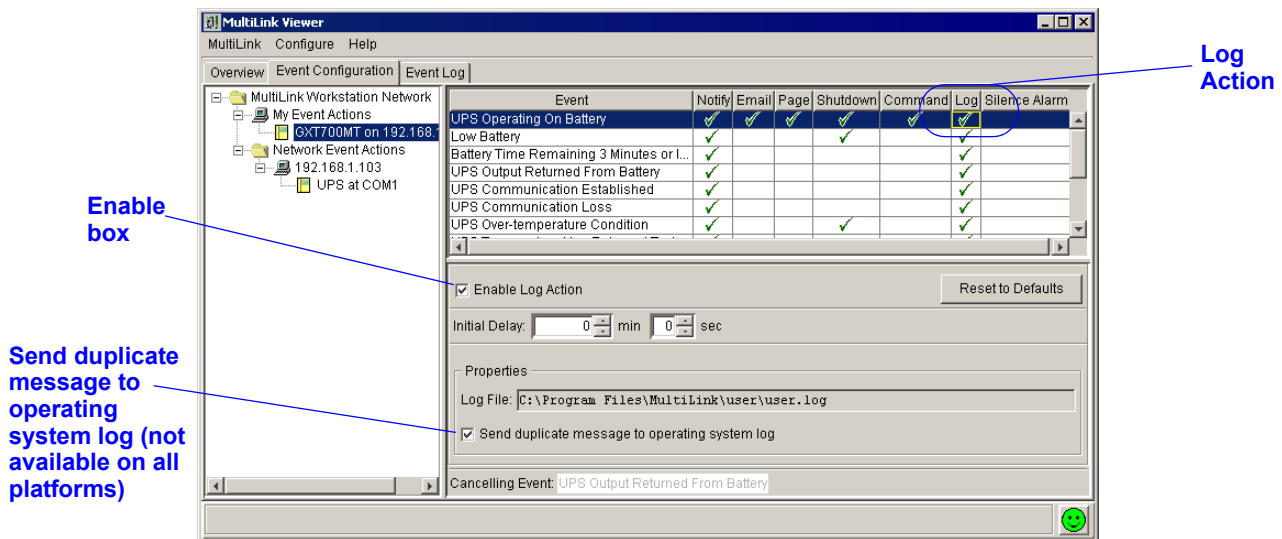 MultiLink Viewer
MultiLink Configure Help
Overview Event Configuration Event Log
MultiLink Workstation Network
My Event Actions
GXT700MT on 192.168.
Network Event Actions
192.168.1.103
UPS at COM1
Event Notify Email Page Shutdown Command Log Silence Alarm
UPS Operating On Battery
Low Battery
Battery Time Remaining 3 Minutes or l...
UPS Output Returned From Battery
UPS Communication Established
UPS Communication Loss
UPS Over-temperature Condition
Enable Log Action
Reset to Defaults
Initial Delay: 0 min 0 sec
Properties
Log File: C:\Program Files\MultiLink\user\user.log
Send duplicate message to operating system log
Cancelling Event: UPS Output Returned From Battery
Log
Action
Enable
box
Send duplicate
message to
operating
system log (not
available on all
platforms)